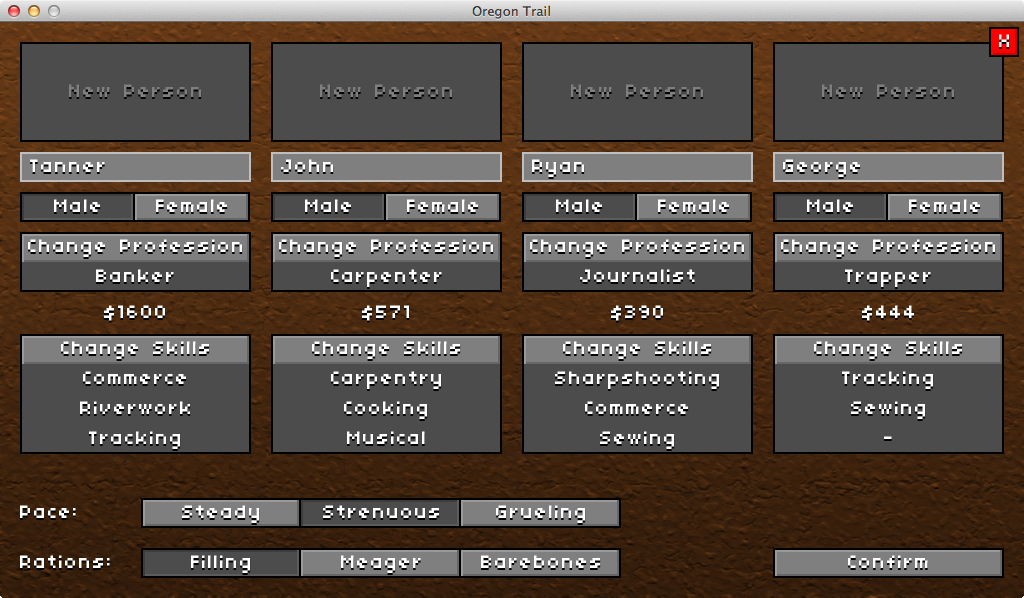 Oregon Trail
X
New Person New Person New Person New Person
Tanner John Ryan George
Male Female Male Female Male Female Male Female
Change Profession Change Profession Change Profession Change Profession
Banker Carpenter Journalist Trapper
$1600 $571 $390 $444
Change Skills Change Skills Change Skills Change Skills
Commerce Carpentry Sharpshooting Tracking
Riverwork Cooking Commerce Sewing
Tracking Musical Sewing -
Pace: Steady Strenuous Grueling
Rations: Filling Meager Barebones Confirm